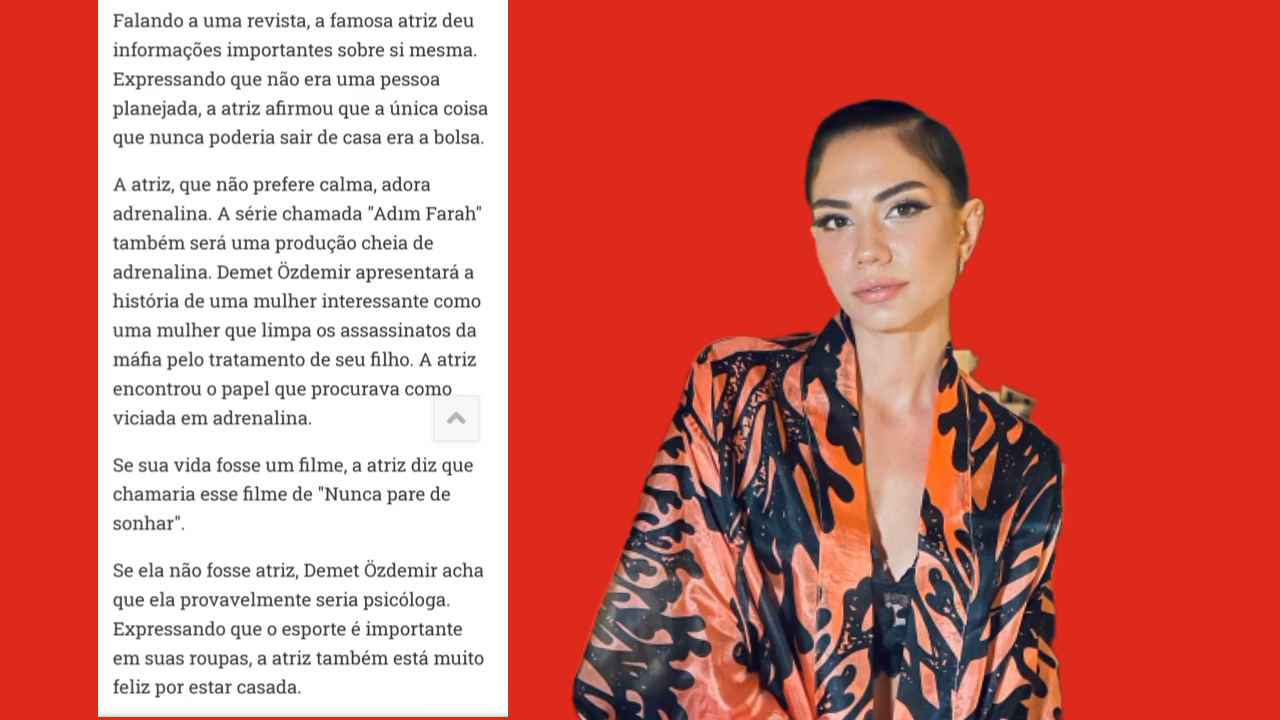 Falando a uma revista, a famosa atriz deu
informações importantes sobre si mesma.
Expressando que não era uma pessoa
planejada, a atriz afirmou que a única coisa
que nunca poderia sair de casa era a bolsa.
A atriz, que não prefere calma, adora
adrenalina. A série chamada "Adım Farah"
também será uma produção cheia de
adrenalina. Demet Özdemir apresentará a
história de uma mulher interessante como
uma mulher que limpa os assassinatos da
máfia pelo tratamento de seu filho. A atriz
encontrou o papel que procurava como
viciada em adrenalina.
Se sua vida fosse um filme, a atriz diz que
chamaria esse filme de "Nunca pare de
sonhar".
Se ela não fosse atriz, Demet Özdemir acha
que ela provavelmente seria psicóloga.
Expressando que o esporte é importante
em suas roupas, a atriz também está muito
feliz por estar casada.